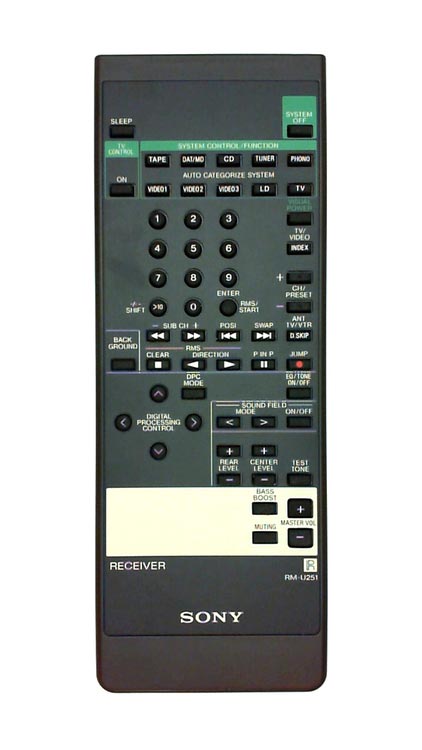 SLEEP
SYSTEM OFF
TV CONTROL
SYSTEM CONTROL/FUNCTION
TAPE DAT/MD CD TUNER PHONO
ON
AUTO CATEGORIZE SYSTEM
VIDEO1 VIDEO2 VIDEO3 LD TV
VISUAL POWER
1 2 3
TV/VIDEO
4 5 6 INDEX
7 8 9 +
CH/PRESET
ENTER
-/-- SHIFT >10 0 RMS/START −
ANT TV/VTR
− SUB CH + POSI SWAP
◀◀ ▶▶ I◀◀ ▶▶I D.SKIP
BACK GROUND
RMS
CLEAR DIRECTION P IN P JUMP
■ ◀ ▶ II ●
DPC MODE
EQ/TONE ON/OFF
SOUND FIELD
MODE ON/OFF
DIGITAL PROCESSING CONTROL
< >
+ +
REAR LEVEL CENTER LEVEL TEST TONE
− −
BASS BOOST
+
MUTING MASTER VOL
−
RECEIVER R
RM-U251
SONY